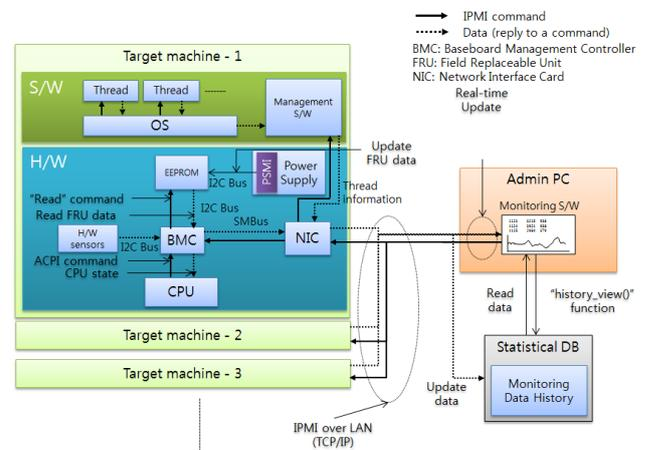 IPMI command
Data (reply to a command)
BMC: Baseboard Management Controller
FRU: Field Replaceable Unit
NIC: Network Interface Card
Real-time
Update
Target machine - 1
S/W
Thread
Thread
OS
Management
S/W
H/W
EEPROM
PSMI
Power
Supply
Update
FRU data
I2C Bus
"Read" command
Read FRU data
I2C Bus
Thread
Information
SMBus
H/W
sensors
I2C Bus
BMC
NIC
ACPI command
CPU state
CPU
Admin PC
Monitoring S/W
Read
data
"history_view()"
function
Target machine - 2
Target machine - 3
Statistical DB
Monitoring
Data History
Update
data
IPMI over LAN
(TCP/IP)